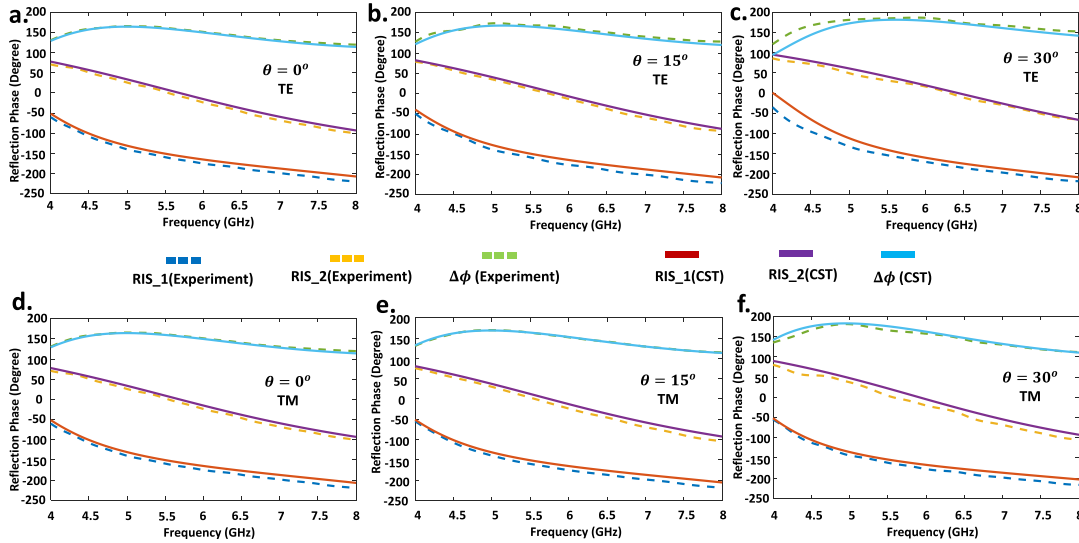 a.
200
150
100
50
0
-50
-100
-150
-200
-250
Reflection Phase (Degree)
θ = 0°
TE
4 4.5 5 5.5 6 6.5 7 7.5 8
Frequency (GHz)
b.
200
150
100
50
0
-50
-100
-150
-200
-250
Reflection Phase (Degree)
θ = 15°
TE
4 4.5 5 5.5 6 6.5 7 7.5 8
Frequency (GHz)
c.
200
150
100
50
0
-50
-100
-150
-200
-250
Reflection Phase (Degree)
θ = 30°
TE
4 4.5 5 5.5 6 6.5 7 7.5 8
Frequency (GHz)
RIS_1(Experiment) RIS_2(Experiment) Δϕ (Experiment) RIS_1(CST) RIS_2(CST) Δϕ (CST)
d.
200
150
100
50
0
-50
-100
-150
-200
-250
Reflection Phase (Degree)
θ = 0°
TM
4 4.5 5 5.5 6 6.5 7 7.5 8
Frequency (GHz)
e.
200
150
100
50
0
-50
-100
-150
-200
-250
Reflection Phase (Degree)
θ = 15°
TM
4 4.5 5 5.5 6 6.5 7 7.5 8
Frequency (GHz)
f.
200
150
100
50
0
-50
-100
-150
-200
-250
Reflection Phase (Degree)
θ = 30°
TM
4 4.5 5 5.5 6 6.5 7 7.5 8
Frequency (GHz)